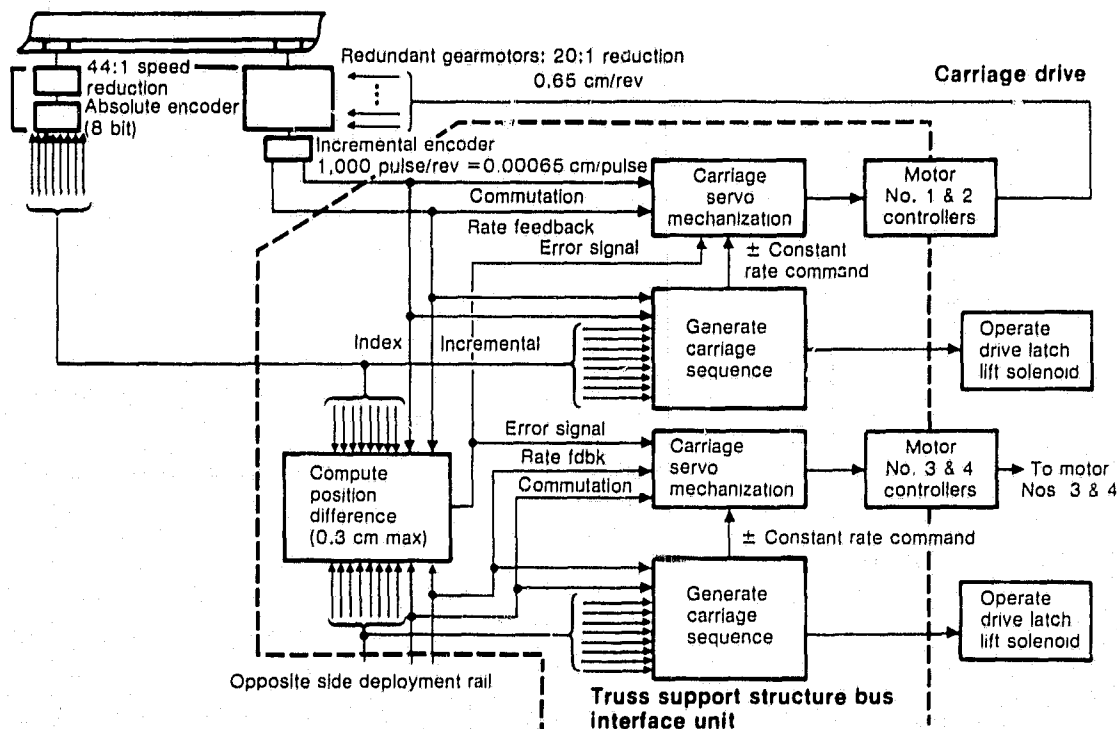 Redundant gearmotors: 20:1 reduction
0.65 cm/rev
Carriage drive
44:1 speed
reduction
Absolute encoder
(8 bit)
Incremental encoder
1,000 pulse/rev = 0.00065 cm/pulse
Commutation
Rate feedback
Error signal
Carriage
servo
mechanization
Motor
No. 1 & 2
controllers
± Constant
rate command
Index
Incremental
Generate
carriage
sequence
Operate
drive latch
lift solenoid
Compute
position
difference
(0.3 cm max)
Error signal
Rate fdbk
Commutation
Carriage
servo
mechanization
Motor
No. 3 & 4
controllers
To motor
Nos 3 & 4
± Constant rate command
Generate
carriage
sequence
Operate
drive latch
lift solenoid
Opposite side deployment rail
Truss support structure bus
interface unit